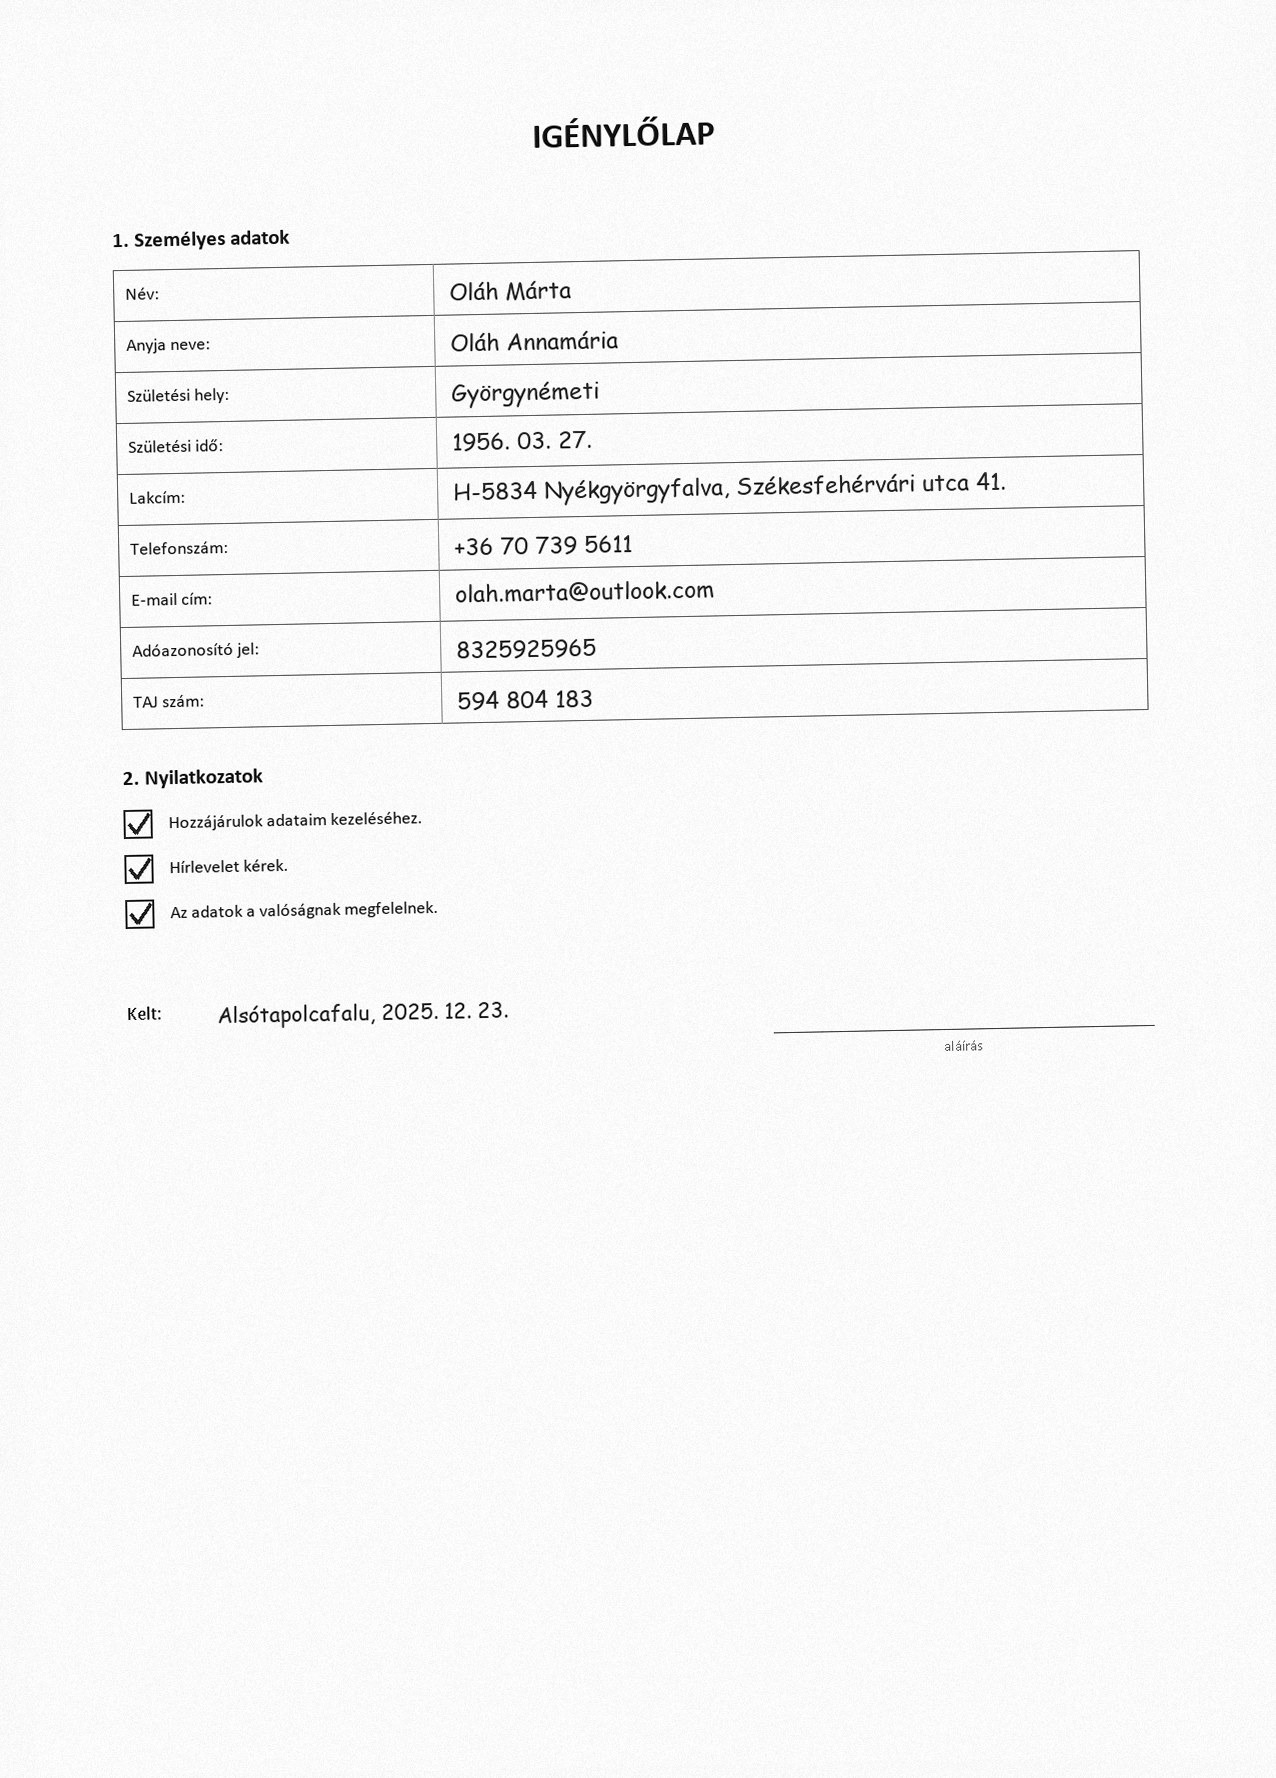 IGÉNYLŐLAP
1. Személyes adatok
Név: Oláh Márta
Anyja neve: Oláh Annamária
Születési hely: Györgynémeti
Születési idő: 1956. 03. 27.
Lakcím: H-5834 Nyékgyörgyfalva, Székesfehérvári utca 41.
Telefonszám: +36 70 739 5611
E-mail cím: olah.marta@outlook.com
Adóazonosító jel: 8325925965
TAJ szám: 594 804 183
2. Nyilatkozatok
Hozzájárulok adataim kezeléséhez.
Hírlevelet kérek.
Az adatok a valóságnak megfelelnek.
Kelt: Alsótapolcafalu, 2025. 12. 23.
aláírás